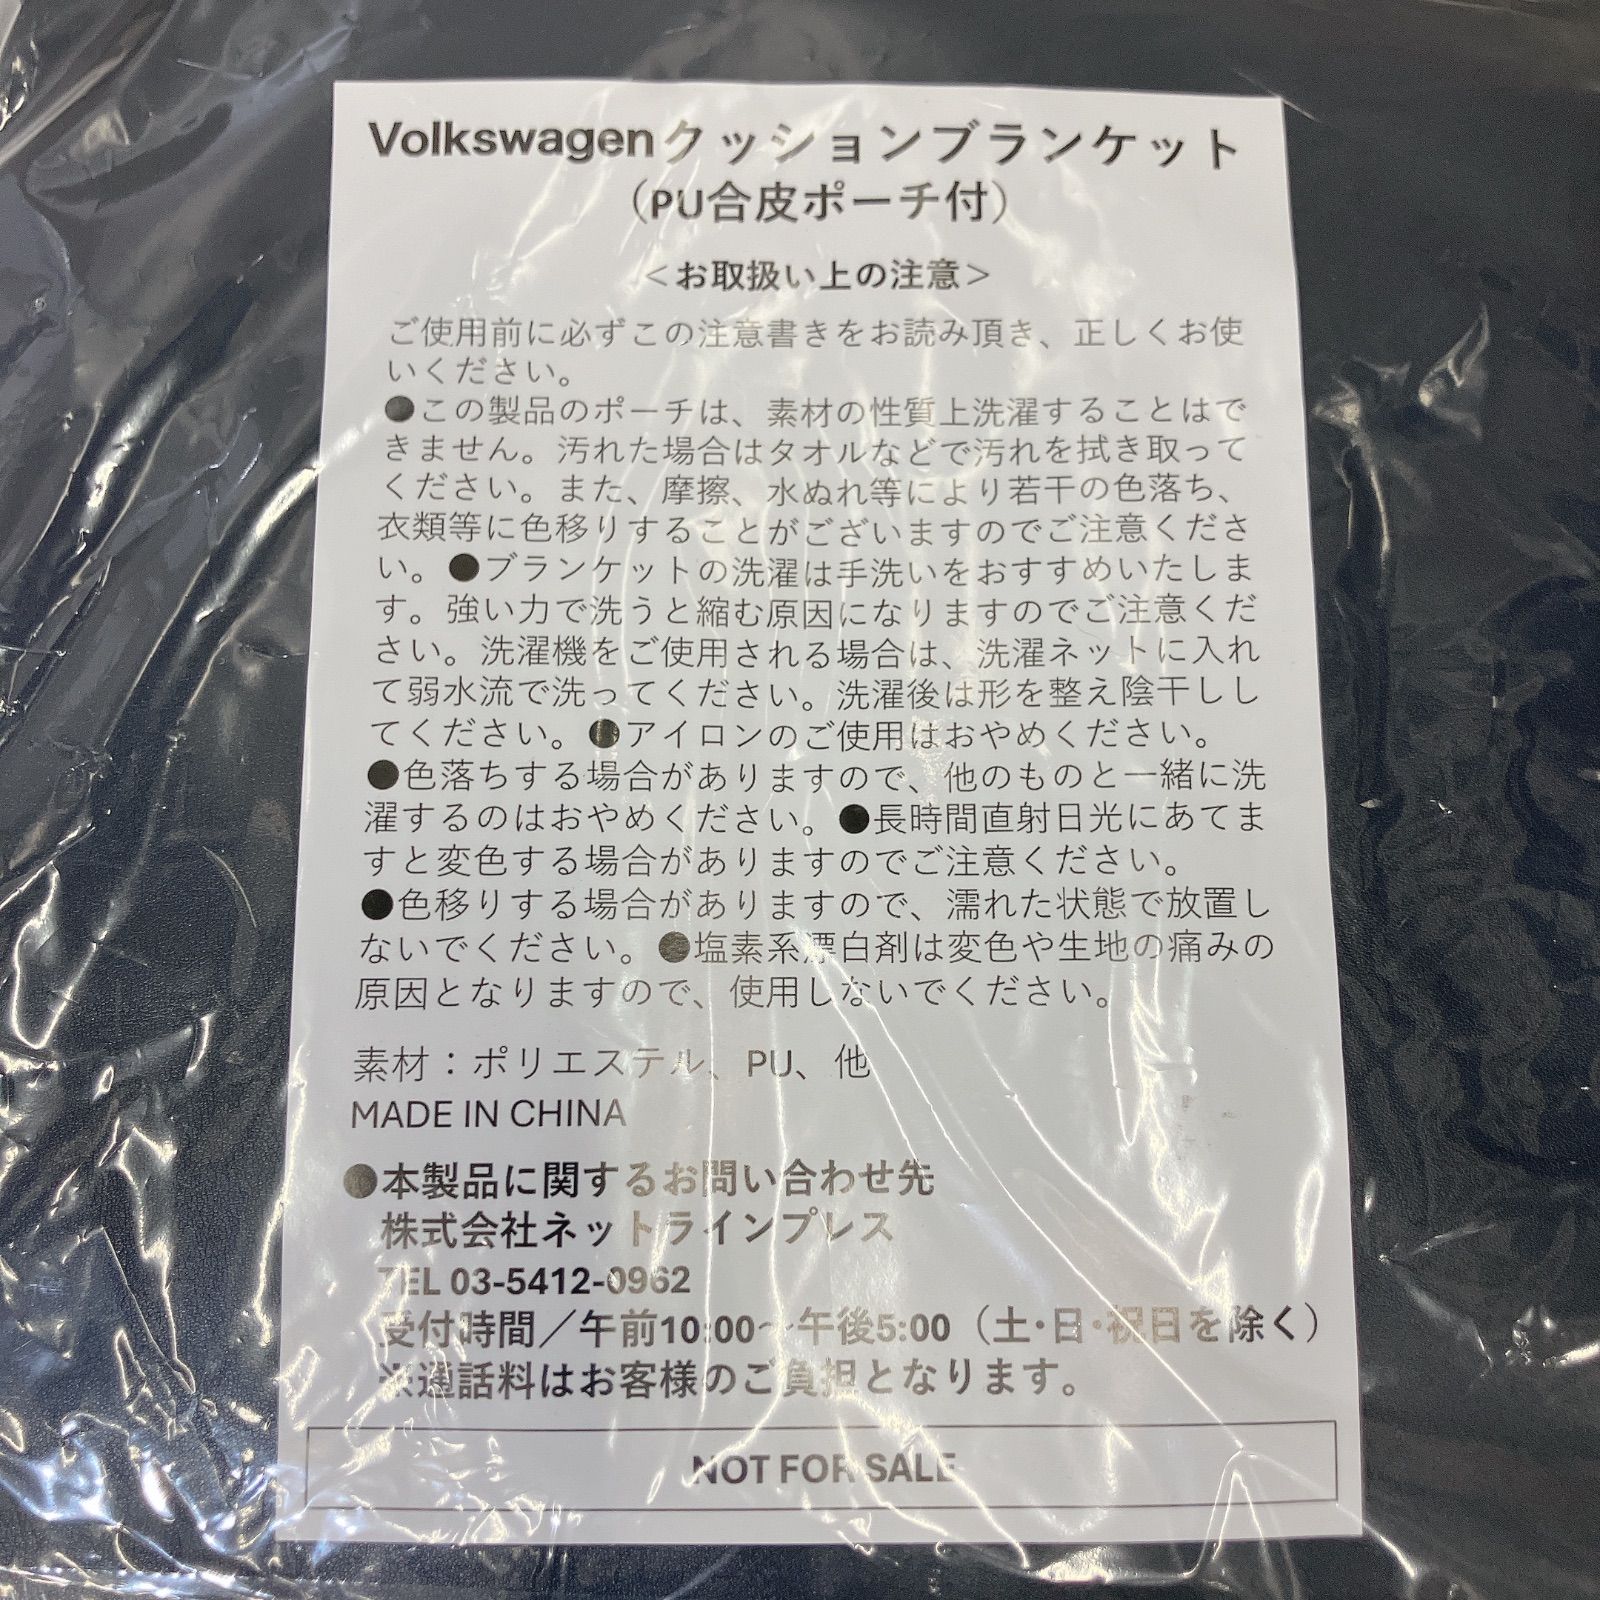 Volkswagenクッションブランケット
（PU合皮ポーチ付）
＜お取扱い上の注意＞
ご使用前に必ずこの注意書きをお読み頂き、正しくお使
いください。
●この製品のポーチは、素材の性質上洗濯することはで
きません。汚れた場合はタオルなどで汚れを拭き取って
ください。また、摩擦、水ぬれ等により若干の色落ち、
衣類等に色移りすることがございますのでご注意くださ
い。●ブランケットの洗濯は手洗いをおすすめいたしま
す。強い力で洗うと縮む原因になりますのでご注意くだ
さい。洗濯機をご使用される場合は、洗濯ネットに入れ
て弱水流で洗ってください。洗濯後は形を整え陰干しし
てください。●アイロンのご使用はおやめください。
●色落ちする場合がありますので、他のものと一緒に洗
濯するのはおやめください。●長時間直射日光にあてま
すと変色する場合がありますのでご注意ください。
●色移りする場合がありますので、濡れた状態で放置し
ないでください。●塩素系漂白剤は変色や生地の痛みの
原因となりますので、使用しないでください。
素材：ポリエステル、PU、他
MADE IN CHINA
●本製品に関するお問い合わせ先
株式会社ネットラインプレス
TEL 03-5412-0962
受付時間／午前10:00～午後5:00（土・日・祝日を除く）
※通話料はお客様のご負担となります。
NOT FOR SALE